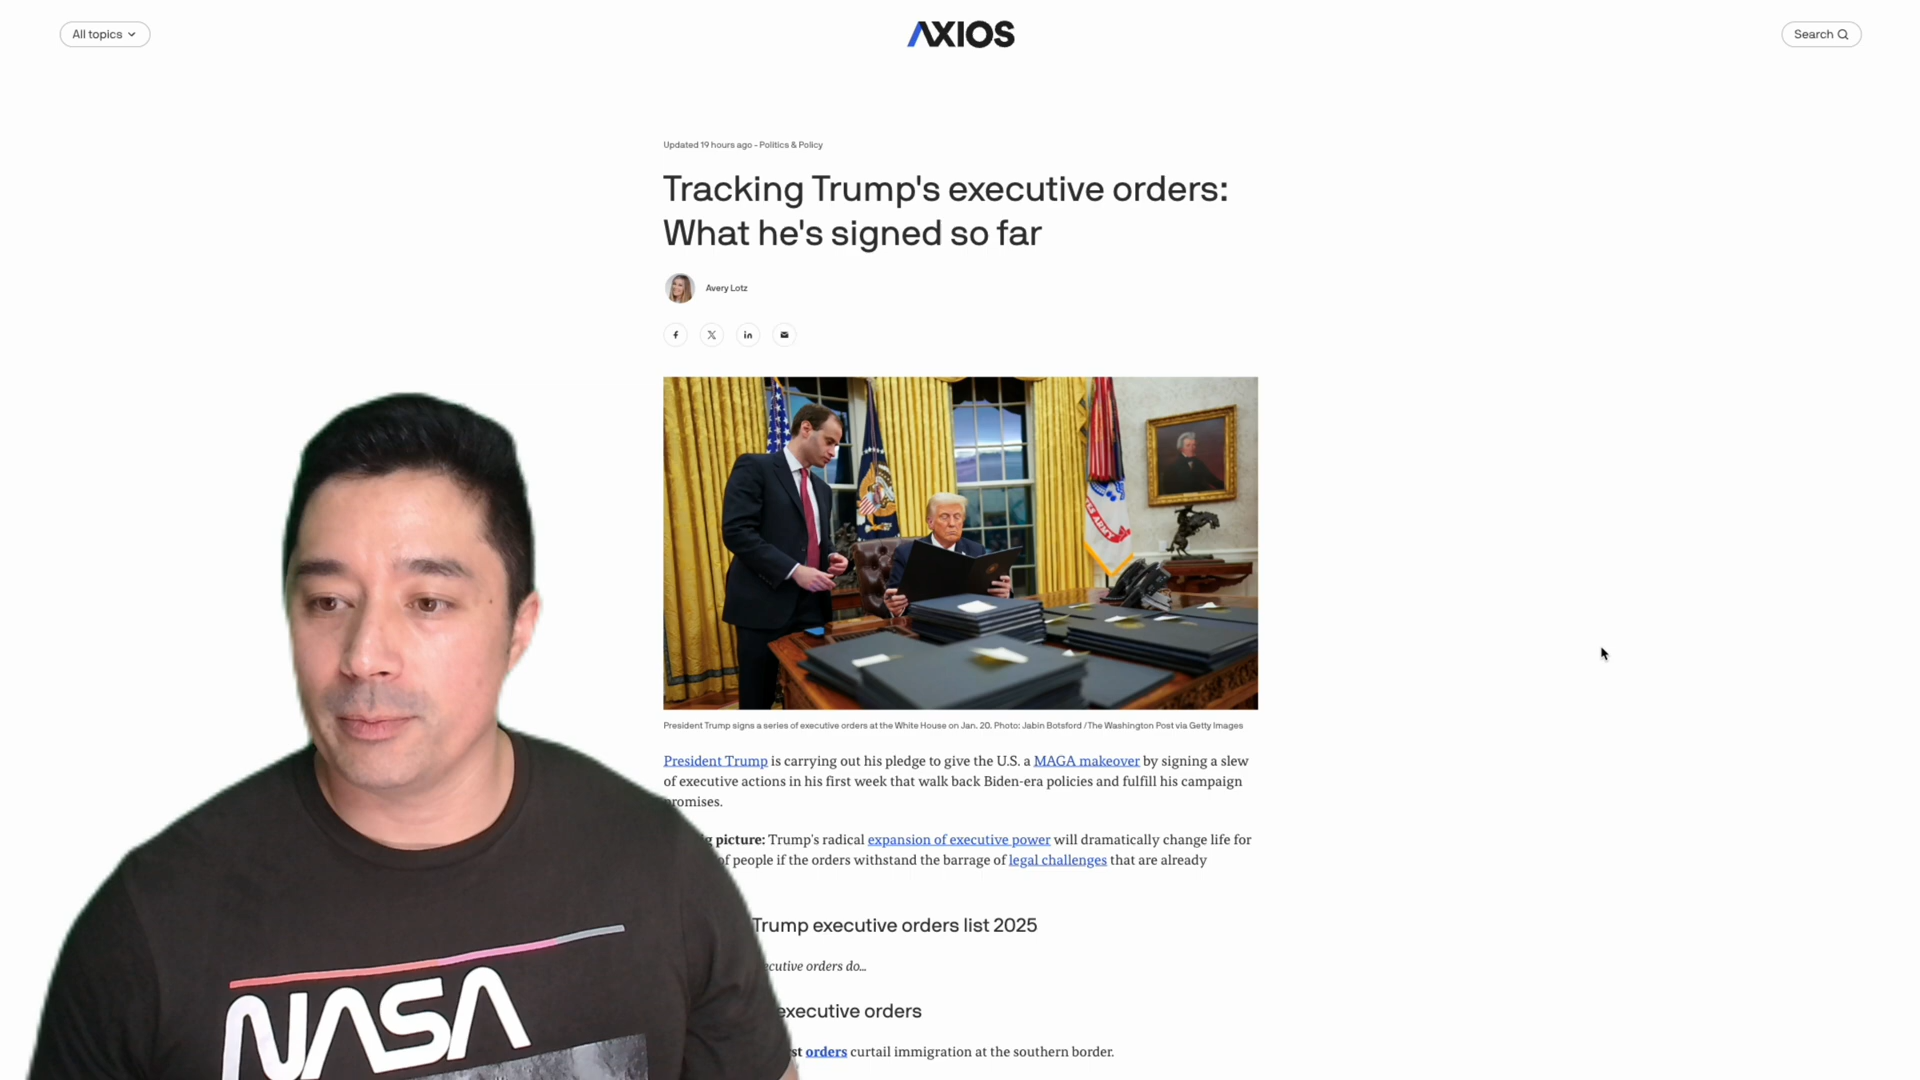 All topics
AXIOS
Search
Updated 19 hours ago - Politics & Policy
Tracking Trump's executive orders:
What he's signed so far
Avery Lotz
President Trump signs a series of executive orders at the White House on Jan. 20. Photo: Jabin Botsford /The Washington Post via Getty Images
President Trump is carrying out his pledge to give the U.S. a MAGA makeover by signing a slew
of executive actions in his first week that walk back Biden-era policies and fulfill his campaign
promises.
picture: Trump's radical expansion of executive power will dramatically change life for
of people if the orders withstand the barrage of legal challenges that are already
Trump executive orders list 2025
orders do…
executive orders
orders curtail immigration at the southern border.
NASA